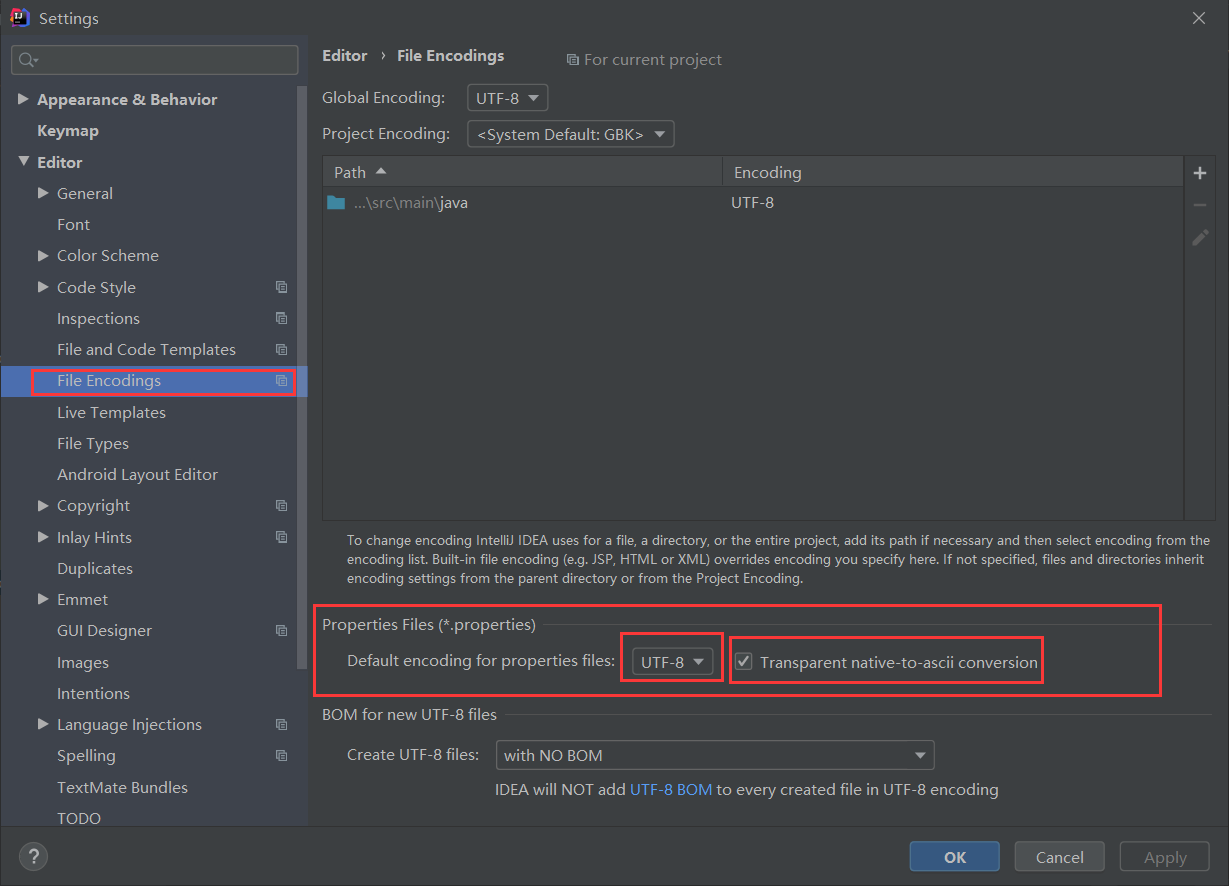 Settings
Appearance & Behavior
Keymap
Editor
General
Font
Color Scheme
Code Style
Inspections
File and Code Templates
File Encodings
Live Templates
File Types
Android Layout Editor
Copyright
Inlay Hints
Duplicates
Emmet
GUI Designer
Images
Intentions
Language Injections
Spelling
TextMate Bundles
TODO
Editor › File Encodings For current project
Global Encoding: UTF-8
Project Encoding: <System Default: GBK>
Path Encoding
...\src\main\java UTF-8
To change encoding IntelliJ IDEA uses for a file, a directory, or the entire project, add its path if necessary and then select encoding from the
encoding list. Built-in file encoding (e.g. JSP, HTML or XML) overrides encoding you specify here. If not specified, files and directories inherit
encoding settings from the parent directory or from the Project Encoding.
Properties Files (*.properties)
Default encoding for properties files: UTF-8 Transparent native-to-ascii conversion
BOM for new UTF-8 files
Create UTF-8 files: with NO BOM
IDEA will NOT add UTF-8 BOM to every created file in UTF-8 encoding
? OK Cancel Apply